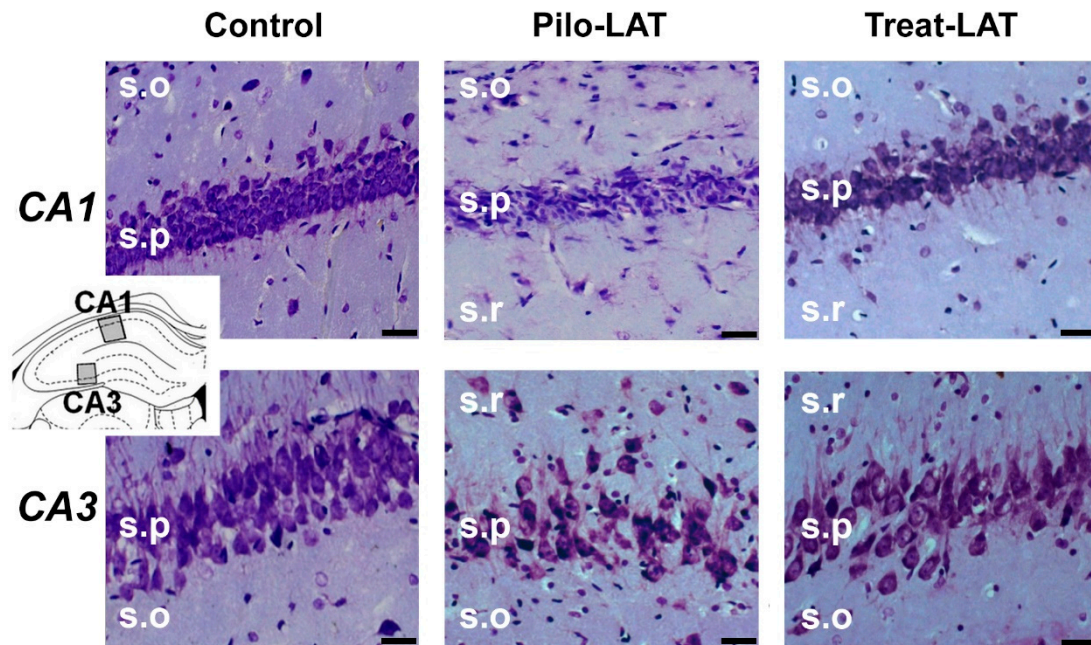 Control Pilo-LAT Treat-LAT
s.o s.o s.o
CA1 s.p s.p s.p
s.r s.r
CA1
CA3
s.r s.r
CA3 s.p s.p s.p
s.o s.o s.o